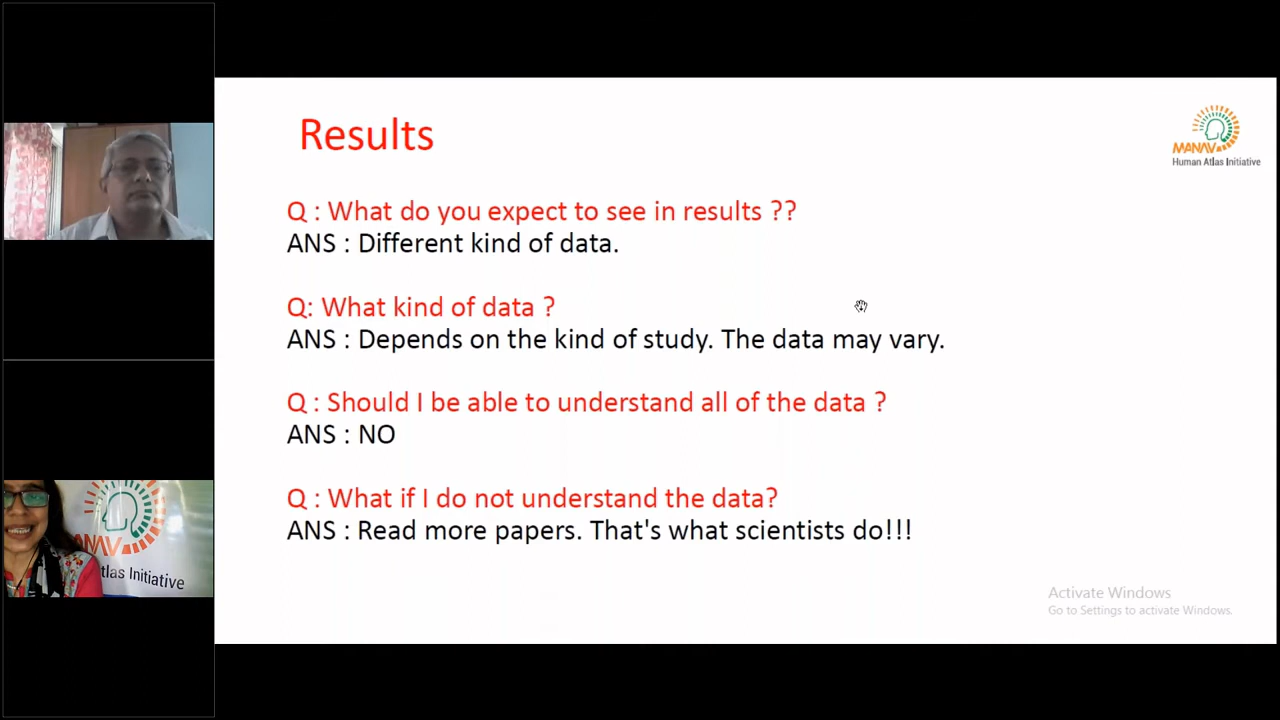 Results
MANAV
Human Atlas Initiative
Q : What do you expect to see in results ??
ANS : Different kind of data.
Q: What kind of data ?
ANS : Depends on the kind of study. The data may vary.
Q : Should I be able to understand all of the data ?
ANS : NO
Q : What if I do not understand the data?
ANS : Read more papers. That's what scientists do!!!
Activate Windows
Go to Settings to activate Windows.
ANAV
tlas Initiative